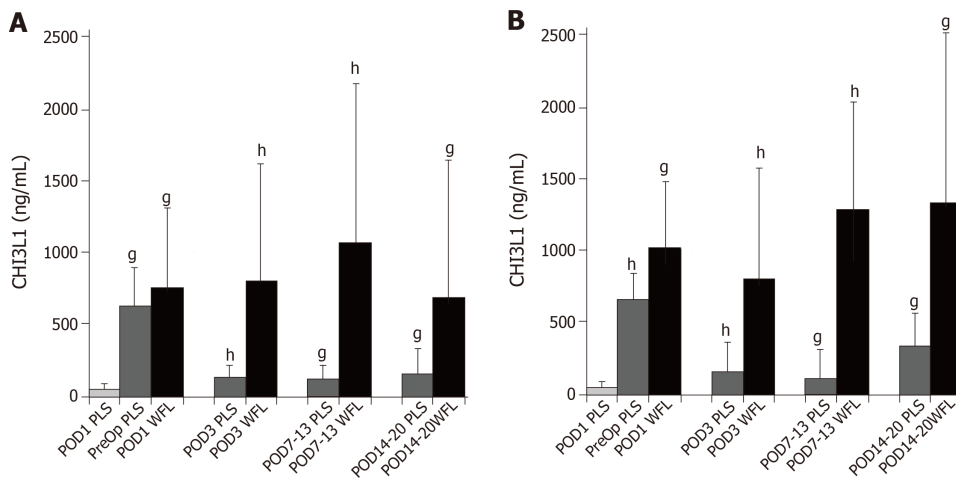 A
CHI3L1 (ng/mL)
2500
2000
1500
1000
500
0
g
g
h
h
g
h
g
g
POD1 PLS
PreOp PLS
POD1 WFL
POD3 PLS
POD3 WFL
POD7-13 PLS
POD7-13 WFL
POD14-20 PLS
POD14-20WFL
B
CHI3L1 (ng/mL)
2500
2000
1500
1000
500
0
h
g
h
h
g
h
g
g
POD1 PLS
PreOp PLS
POD1 WFL
POD3 PLS
POD3 WFL
POD7-13 PLS
POD7-13 WFL
POD14-20 PLS
POD14-20WFL